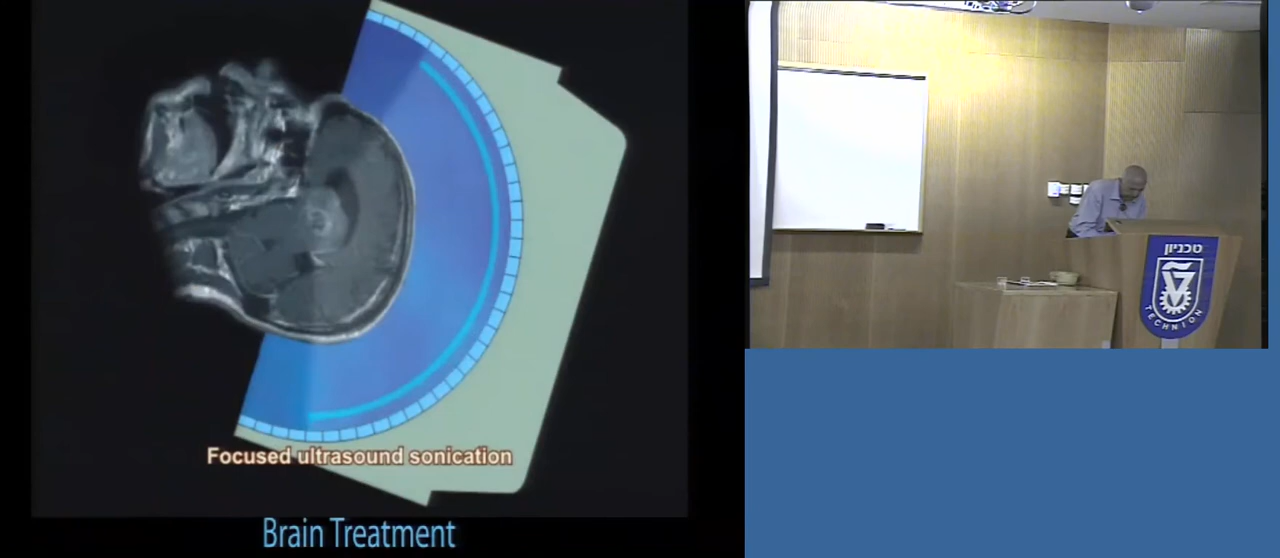 Focused ultrasound sonication
Brain Treatment
טכניון
TECHNION